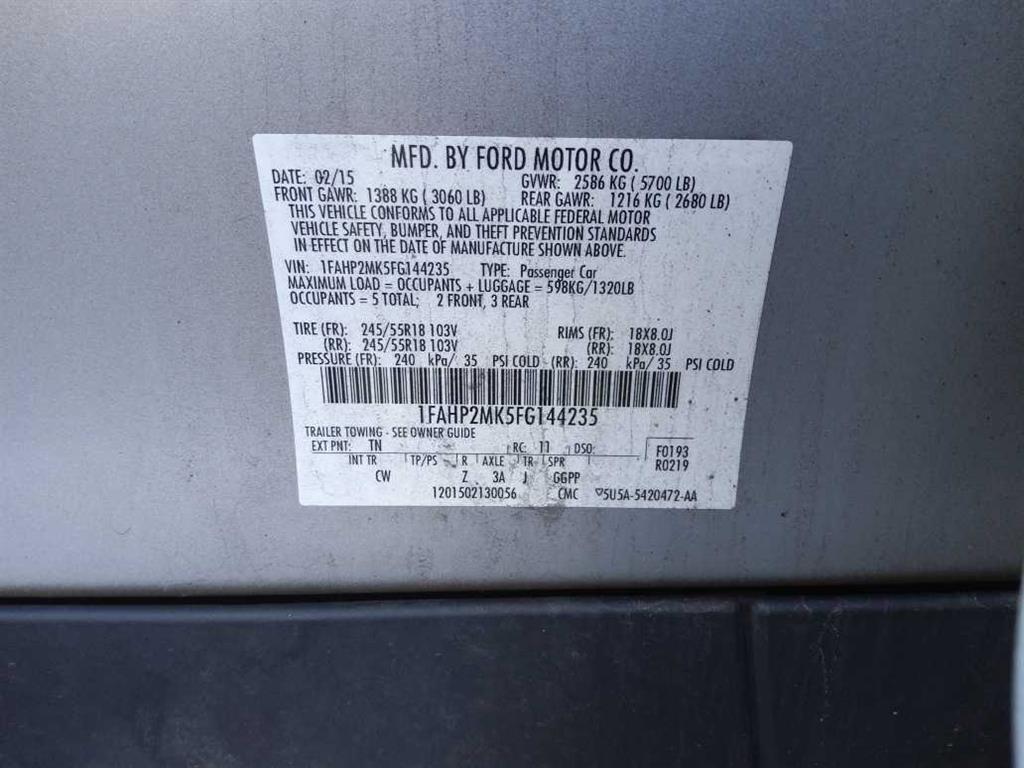 MFD. BY FORD MOTOR CO.
DATE: 02/15 GVWR: 2586 KG ( 5700 LB)
FRONT GAWR: 1388 KG ( 3060 LB) REAR GAWR: 1216 KG ( 2680 LB)
THIS VEHICLE CONFORMS TO ALL APPLICABLE FEDERAL MOTOR
VEHICLE SAFETY, BUMPER, AND THEFT PREVENTION STANDARDS
IN EFFECT ON THE DATE OF MANUFACTURE SHOWN ABOVE.
VIN: 1FAHP2MK5FG144235 TYPE: Passenger Car
MAXIMUM LOAD = OCCUPANTS + LUGGAGE = 598KG/1320LB
OCCUPANTS = 5 TOTAL; 2 FRONT, 3 REAR
TIRE (FR): 245/55R18 103V RIMS (FR): 18X8.0J
(RR): 245/55R18 103V (RR): 18X8.0J
PRESSURE (FR): 240 kPa/ 35 PSI COLD (RR): 240 kPa/ 35 PSI COLD
1FAHP2MK5FG144235
TRAILER TOWING - SEE OWNER GUIDE
EXT PNT: TN RC: 11 DSO: F0193
INT TR TP/PS R AXLE TR SPR R0219
CW Z 3A J GGPP
1201502130056 CMC ▽5U5A-5420472-AA